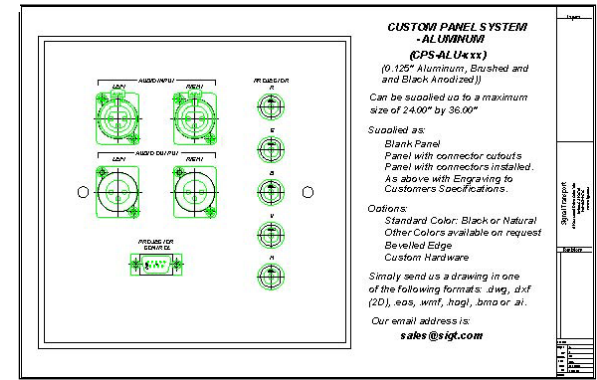 CUSTOM PANEL SYSTEM
- ALUMINUM
(CPS-ALU-xxx)
(0.125" Aluminum, Brushed and
and Black Anodized))
Can be supplied up to a maximum
size of 24.00" by 36.00"
Supplied as:
Blank Panel
Panel with connector cutouts
Panel with connectors installed.
As above with Engraving to
Customers Specifications.
Options:
Standard Color: Black or Natural
Other Colors available on request
Bevelled Edge
Custom Hardware
Simply send us a drawing in one
of the following formats: .dwg, .dxf
(2D), .eps, .wmf, .hpgl, .bmp or .ai.
Our email address is:
sales@sigt.com
AUDIO INPUT
LEFT
RIGHT
AUDIO OUTPUT
LEFT
RIGHT
PROJECTOR
R
G
B
V
H
PROJECTOR
CONTROL
Signal Transport